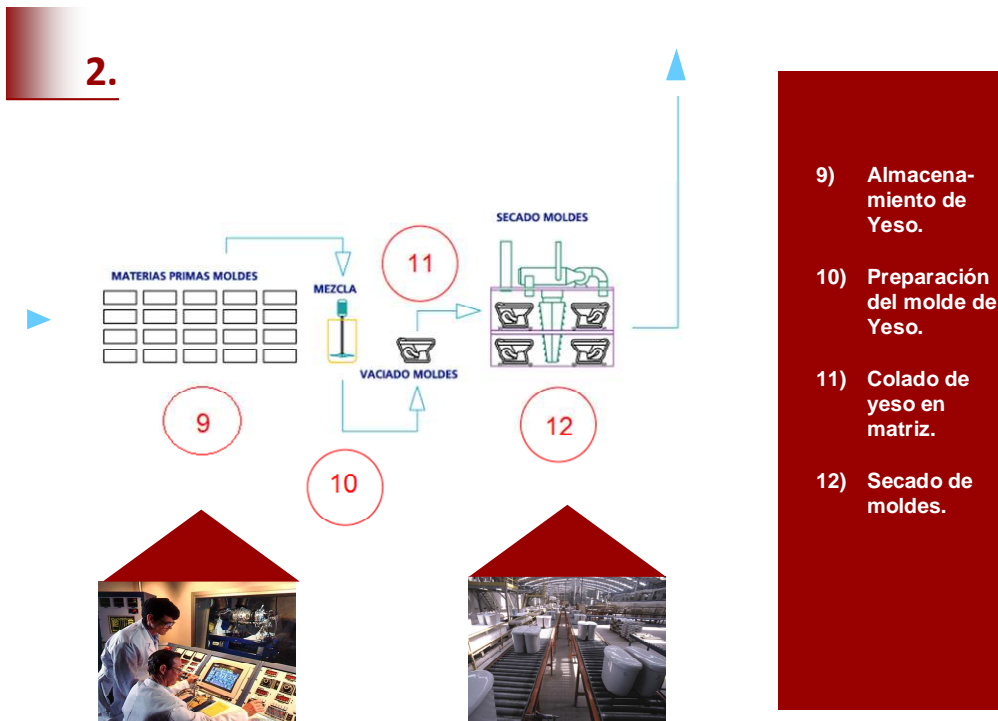 2.
SECADO MOLDES
11
MATERIAS PRIMAS MOLDES
MEZCLA
VACIADO MOLDES
9
12
10
9) Almacena-
miento de
Yeso.
10) Preparación
del molde de
Yeso.
11) Colado de
yeso en
matriz.
12) Secado de
moldes.